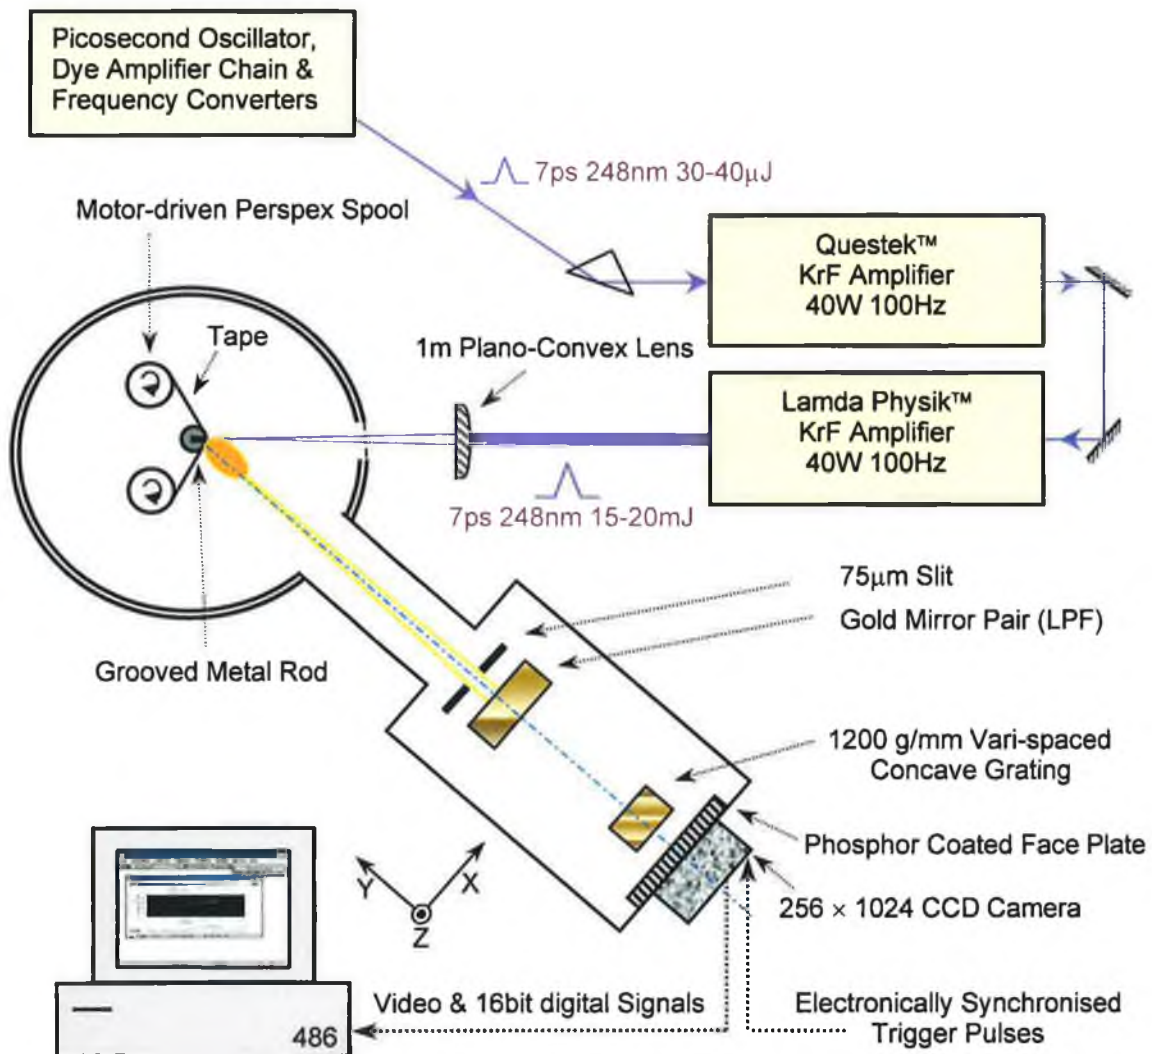 Picosecond Oscillator,
Dye Amplifier Chain &
Frequency Converters
7ps 248nm 30-40µJ
Motor-driven Perspex Spool
Questek™
KrF Amplifier
40W 100Hz
Tape
1m Plano-Convex Lens
Lamda Physik™
KrF Amplifier
40W 100Hz
7ps 248nm 15-20mJ
75µm Slit
Gold Mirror Pair (LPF)
Grooved Metal Rod
1200 g/mm Vari-spaced
Concave Grating
Phosphor Coated Face Plate
Y
X
Z
256 × 1024 CCD Camera
Video & 16bit digital Signals
Electronically Synchronised
Trigger Pulses
486